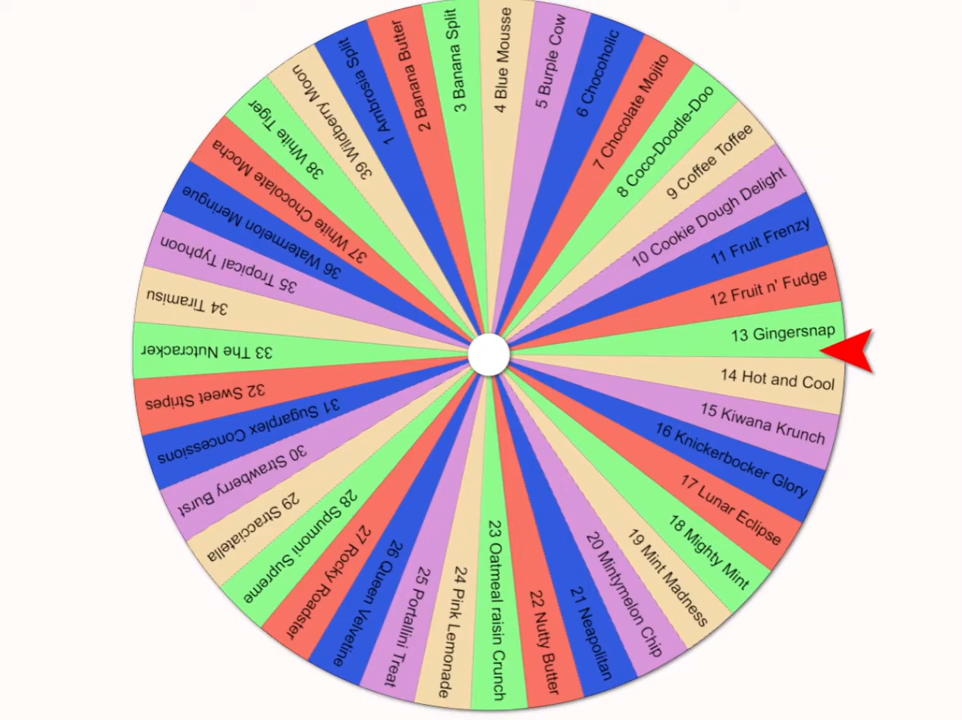 1 Ambrosia Split
2 Banana Butter
3 Banana Split
4 Blue Mousse
5 Burple Cow
6 Chocoholic
7 Chocolate Mojito
8 Coco-Doodle-Doo
9 Coffee Toffee
10 Cookie Dough Delight
11 Fruit Frenzy
12 Fruit n' Fudge
13 Gingersnap
14 Hot and Cool
15 Kiwana Krunch
16 Knickerbocker Glory
17 Lunar Eclipse
18 Mighty Mint
19 Mint Madness
20 Mintymelon Chip
21 Neapolitan
22 Nutty Butter
23 Oatmeal raisin Crunch
24 Pink Lemonade
25 Portallini Treat
26 Queen Velvetine
27 Rocky Roadster
28 Spumoni Supreme
29 Stracciatella
30 Strawberry Burst
31 Sugarplex Concessions
32 Sweet Stripes
33 The Nutcracker
34 Tiramisu
35 Tropical Typhoon
36 Watermelon Meringue
37 White Chocolate Mocha
38 White Tiger
39 Wildberry Moon